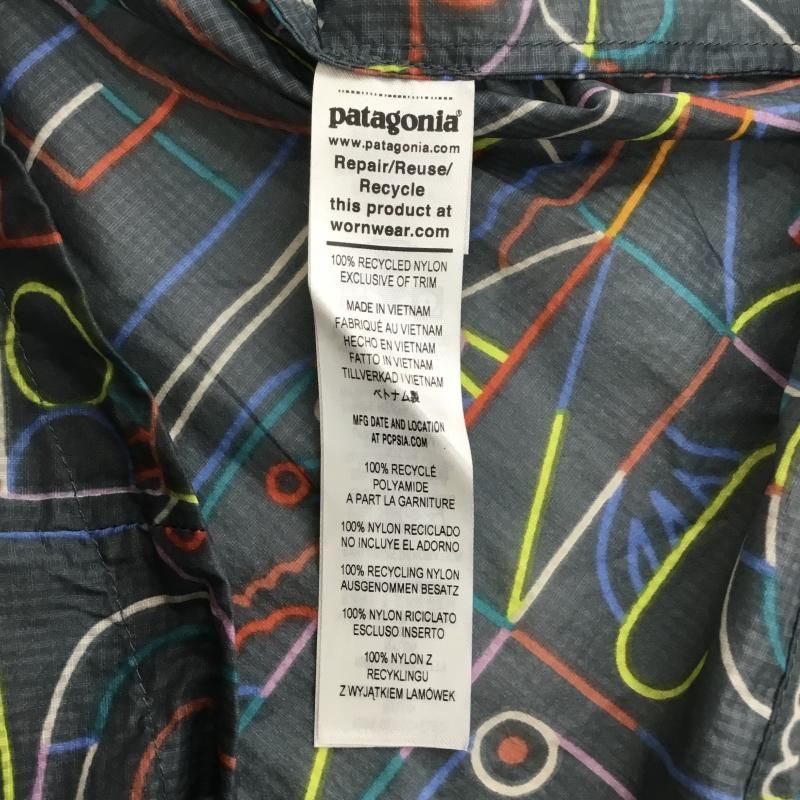 patagonia®
www.patagonia.com
Repair/Reuse/
Recycle
this product at
wornwear.com
100% RECYCLED NYLON
EXCLUSIVE OF TRIM
MADE IN VIETNAM
FABRIQUÉ AU VIETNAM
HECHO EN VIETNAM
FATTO IN VIETNAM
TILLVERKAD I VIETNAM
ベトナム製
MFG DATE AND LOCATION
AT PCPSIA.COM
100% RECYCLÉ
POLYAMIDE
A PART LA GARNITURE
100% NYLON RECICLADO
NO INCLUYE EL ADORNO
100% RECYCLING NYLON
AUSGENOMMEN BESATZ
100% NYLON RICICLATO
ESCLUSO INSERTO
100% NYLON Z
RECYKLINGU
Z WYJĄTKIEM LAMÓWEK